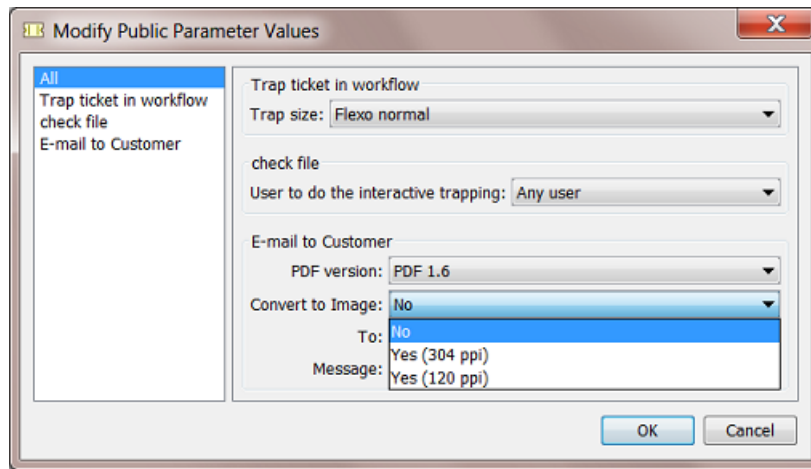 Modify Public Parameter Values
All
Trap ticket in workflow
check file
E-mail to Customer
Trap ticket in workflow
Trap size: Flexo normal
check file
User to do the interactive trapping: Any user
E-mail to Customer
PDF version: PDF 1.6
Convert to Image: No
To:
No
Yes (304 ppi)
Message:
Yes (120 ppi)
OK
Cancel